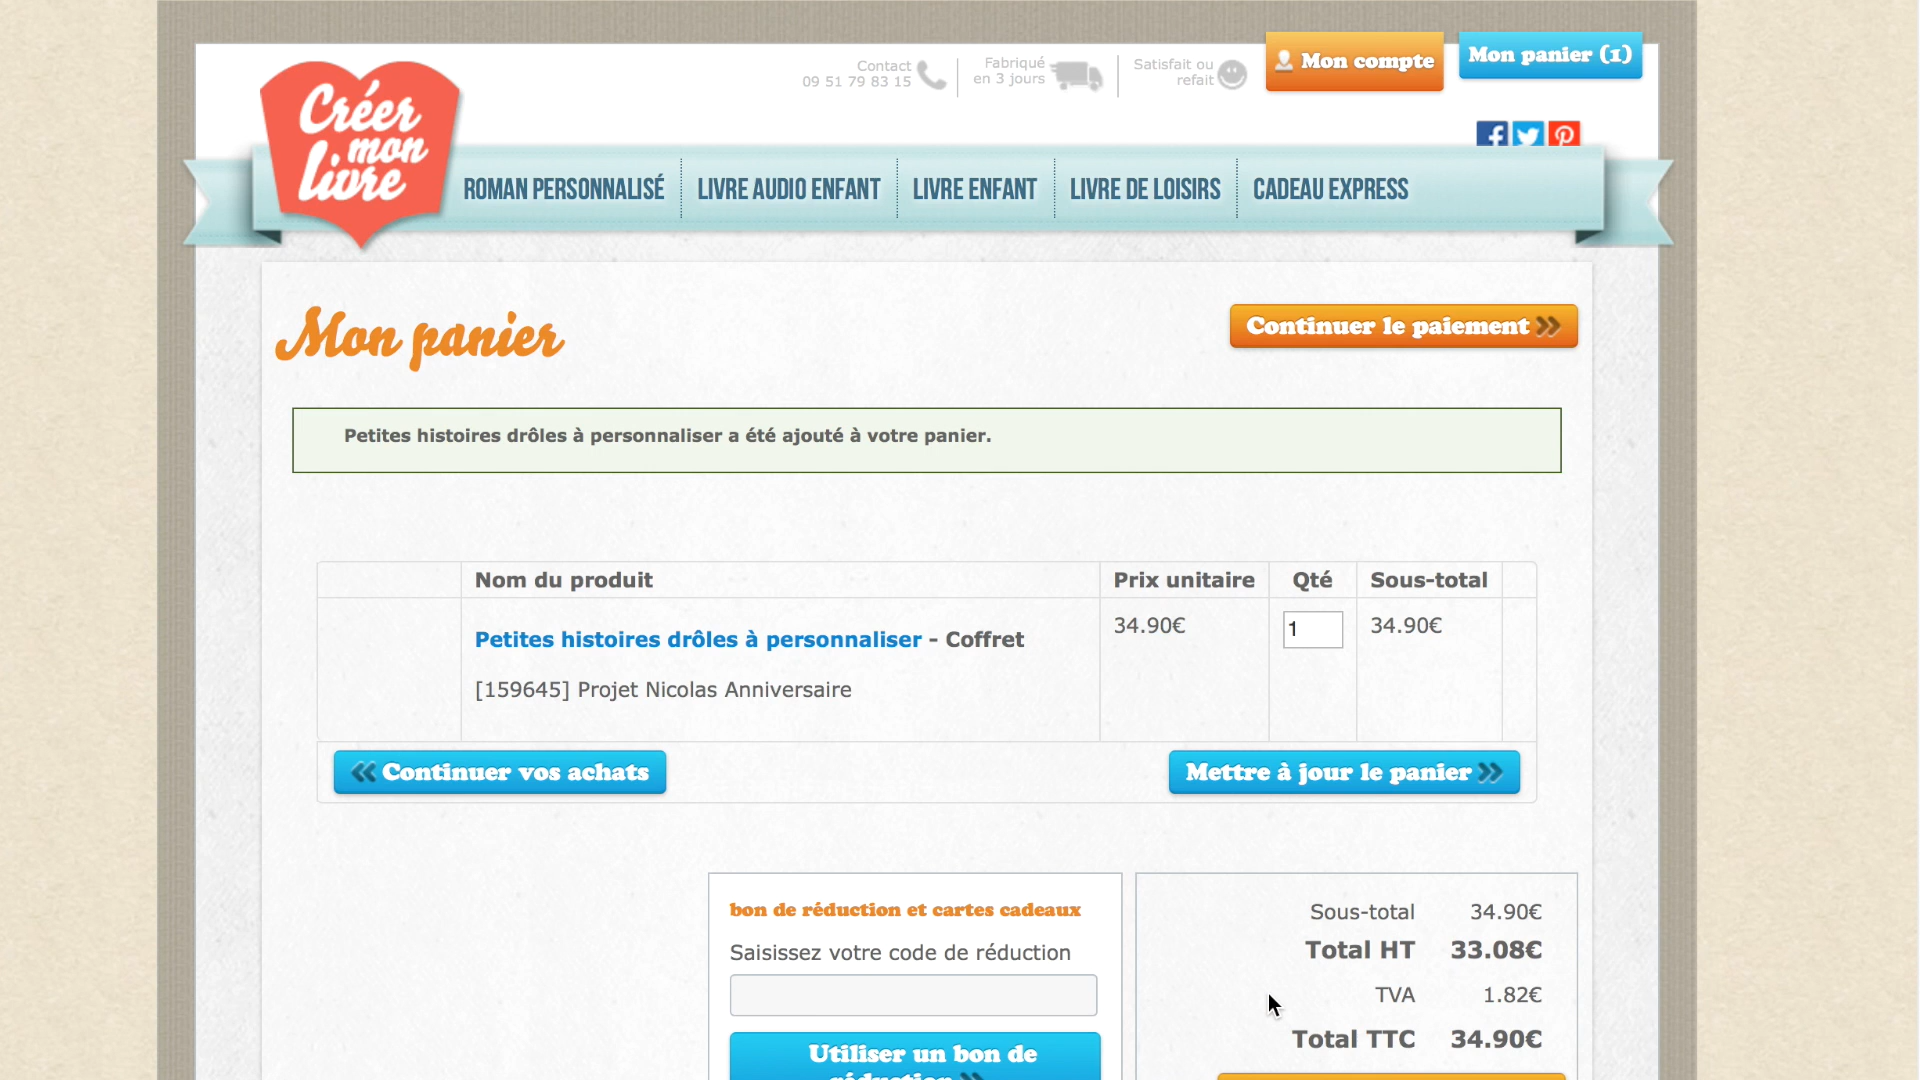 Contact
09 51 79 83 15
Fabriqué
en 3 jours
Satisfait ou
refait
Mon compte
Mon panier (1)
Créer
mon
livre
ROMAN PERSONNALISÉ
LIVRE AUDIO ENFANT
LIVRE ENFANT
LIVRE DE LOISIRS
CADEAU EXPRESS
Mon panier
Continuer le paiement
Petites histoires drôles à personnaliser a été ajouté à votre panier.
Nom du produit
Prix unitaire
Qté
Sous-total
Petites histoires drôles à personnaliser - Coffret
34.90€
1
34.90€
[159645] Projet Nicolas Anniversaire
Continuer vos achats
Mettre à jour le panier
bon de réduction et cartes cadeaux
Saisissez votre code de réduction
Utiliser un bon de
réduction
Sous-total 34.90€
Total HT 33.08€
TVA 1.82€
Total TTC 34.90€